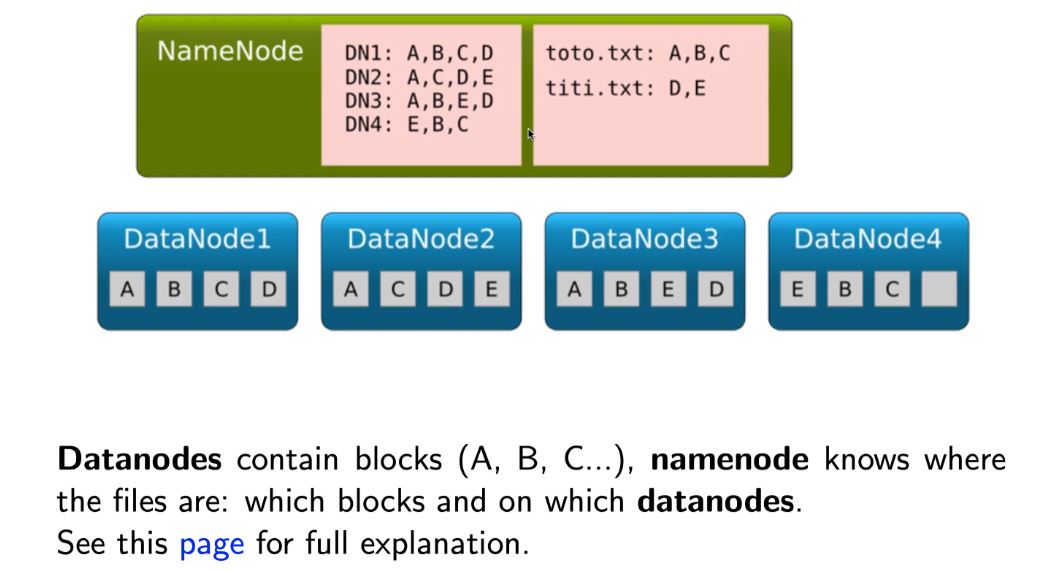 NameNode
DN1: A,B,C,D
DN2: A,C,D,E
DN3: A,B,E,D
DN4: E,B,C
toto.txt: A,B,C
titi.txt: D,E
DataNode1
A B C D
DataNode2
A C D E
DataNode3
A B E D
DataNode4
E B C
Datanodes contain blocks (A, B, C...), namenode knows where
the files are: which blocks and on which datanodes.
See this page for full explanation.